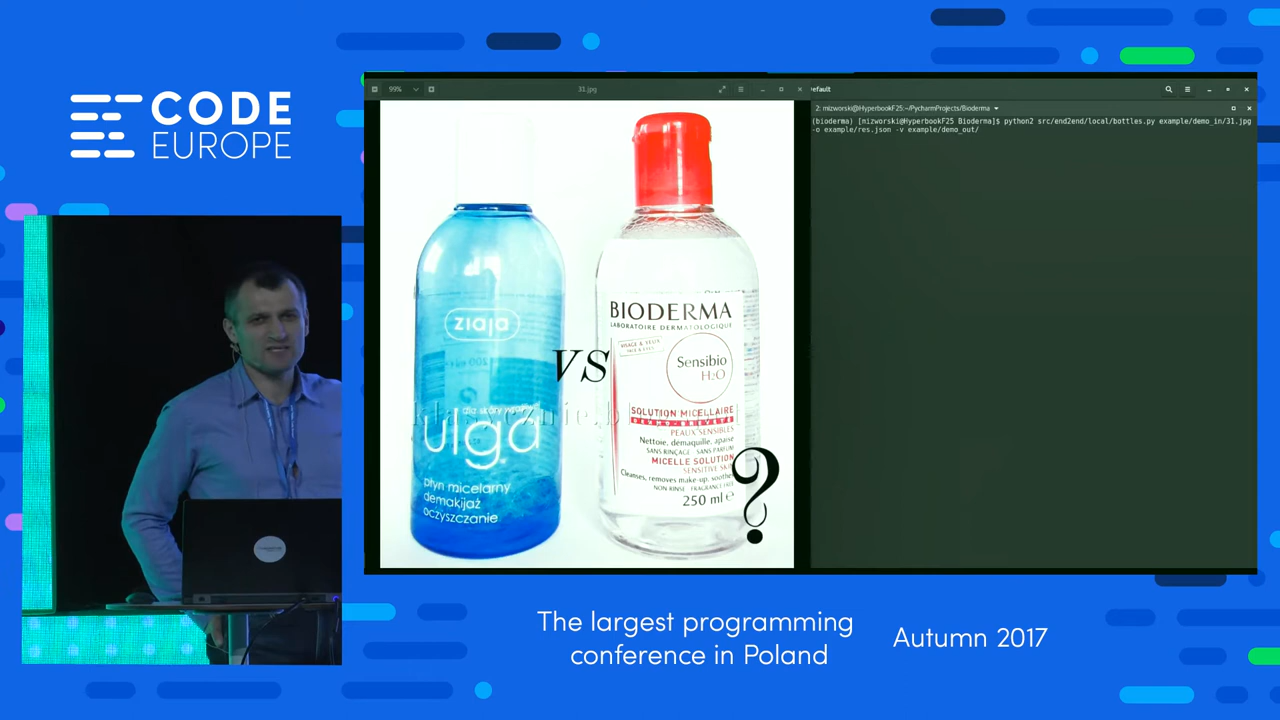 CODE
EUROPE
99%
31.jpg
efault
2: mizworski@HyperbookF25:~/PycharmProjects/Bioderma
(bioderma) [mizworski@HyperbookF25 Bioderma]$ python2 src/end2end/local/bottles.py example/demo_in/31.jpg
-o example/res.json -v example/demo_out/
ziaja
ulga
płyn micelarny
demakijaż
oczyszczanie
VS
BIODERMA
LABORATOIRE DERMATOLOGIQUE
Sensibio
H2O
SOLUTION MICELLAIRE
PEAUX SENSIBLES
Nettoie, démaquille, apaise
SANS RINÇAGE - SANS PARFUM
MICELLE SOLUTION
SENSITIVE SKIN
Cleanses, removes make-up, soothes
NON RINSE - FRAGRANCE FREE
250 ml e
?
The largest programming
conference in Poland
Autumn 2017